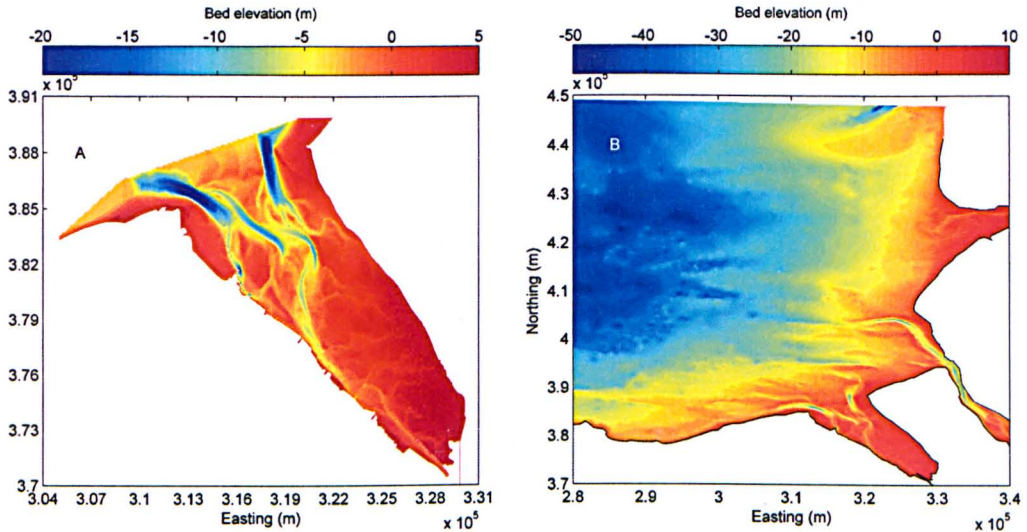 Bed elevation (m)
-20 -15 -10 -5 0 5
x 10^5
3.91
3.88
3.85
3.82
3.79
3.76
3.73
3.7
A
3.04 3.07 3.1 3.13 3.16 3.19 3.22 3.25 3.28 3.31
Easting (m)
x 10^5
Bed elevation (m)
-50 -40 -30 -20 -10 0 10
x 10^5
4.5
4.4
4.3
4.2
4.1
4
3.9
3.8
3.7
Northing (m)
B
2.8 2.9 3 3.1 3.2 3.3 3.4
Easting (m)
x 10^5